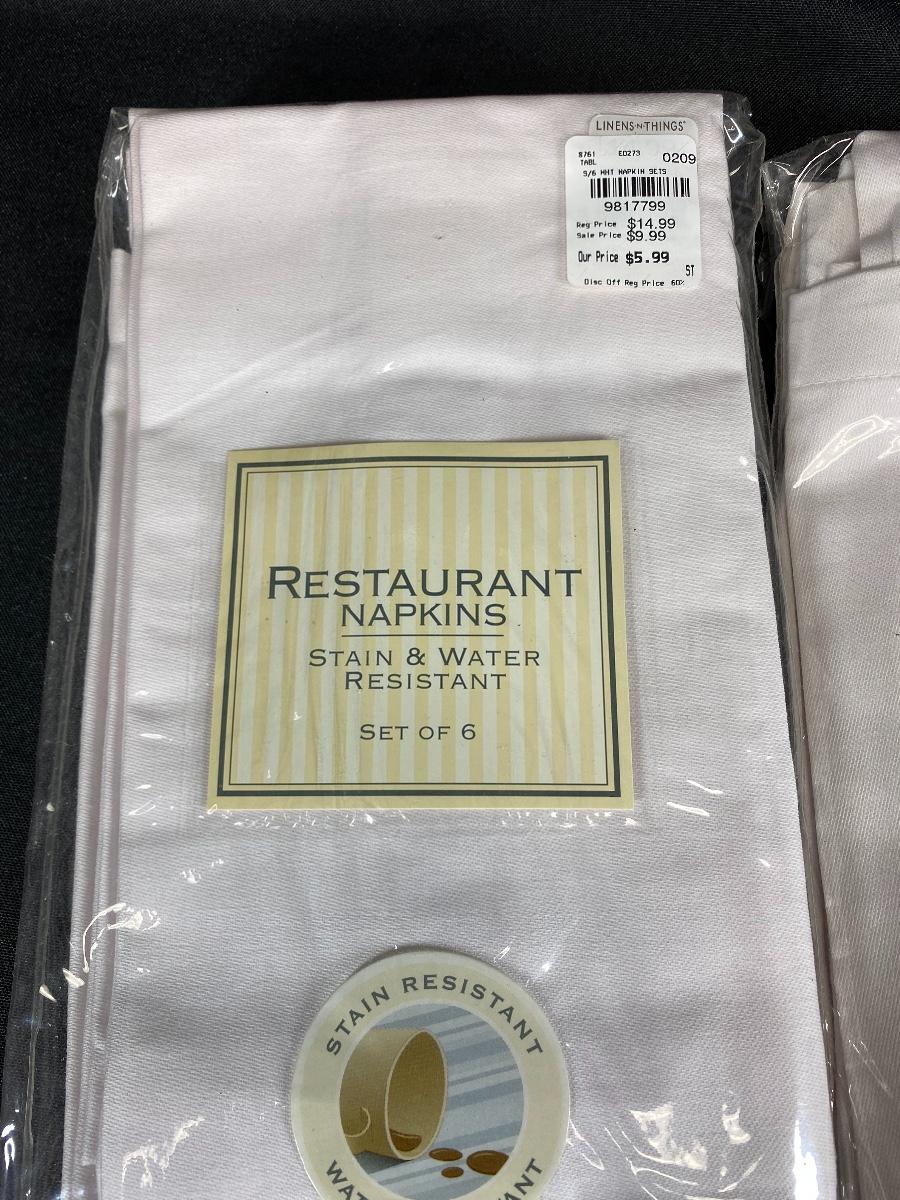 LINENS·N·THINGS®
8761 E0273 0209
TABL
S/6 WHT NAPKIN SETS
9817799
Reg Price $14.99
Sale Price $9.99
Our Price $5.99
ST
Disc Off Reg Price 60%
RESTAURANT
NAPKINS
STAIN & WATER
RESISTANT
SET OF 6
STAIN RESISTANT